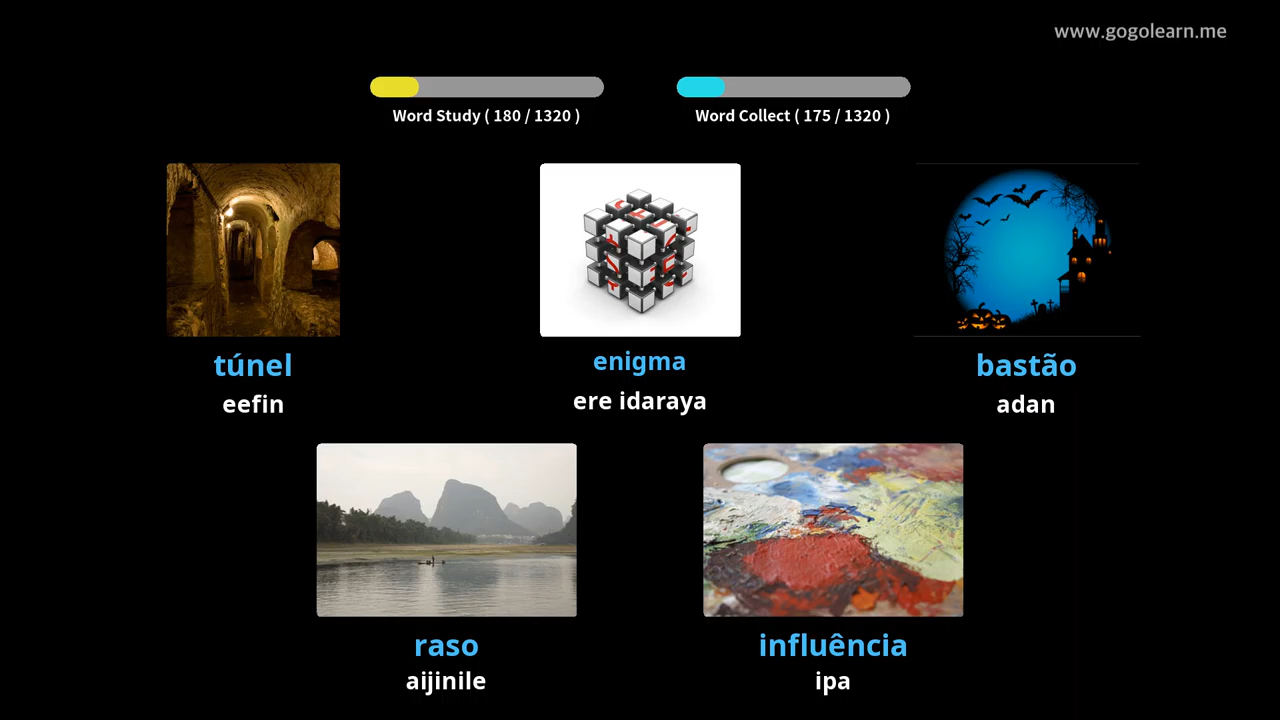 www.gogolearn.me
Word Study ( 180 / 1320 )
Word Collect ( 175 / 1320 )
túnel
eefin
enigma
ere idaraya
bastão
adan
raso
aijinile
influência
ipa